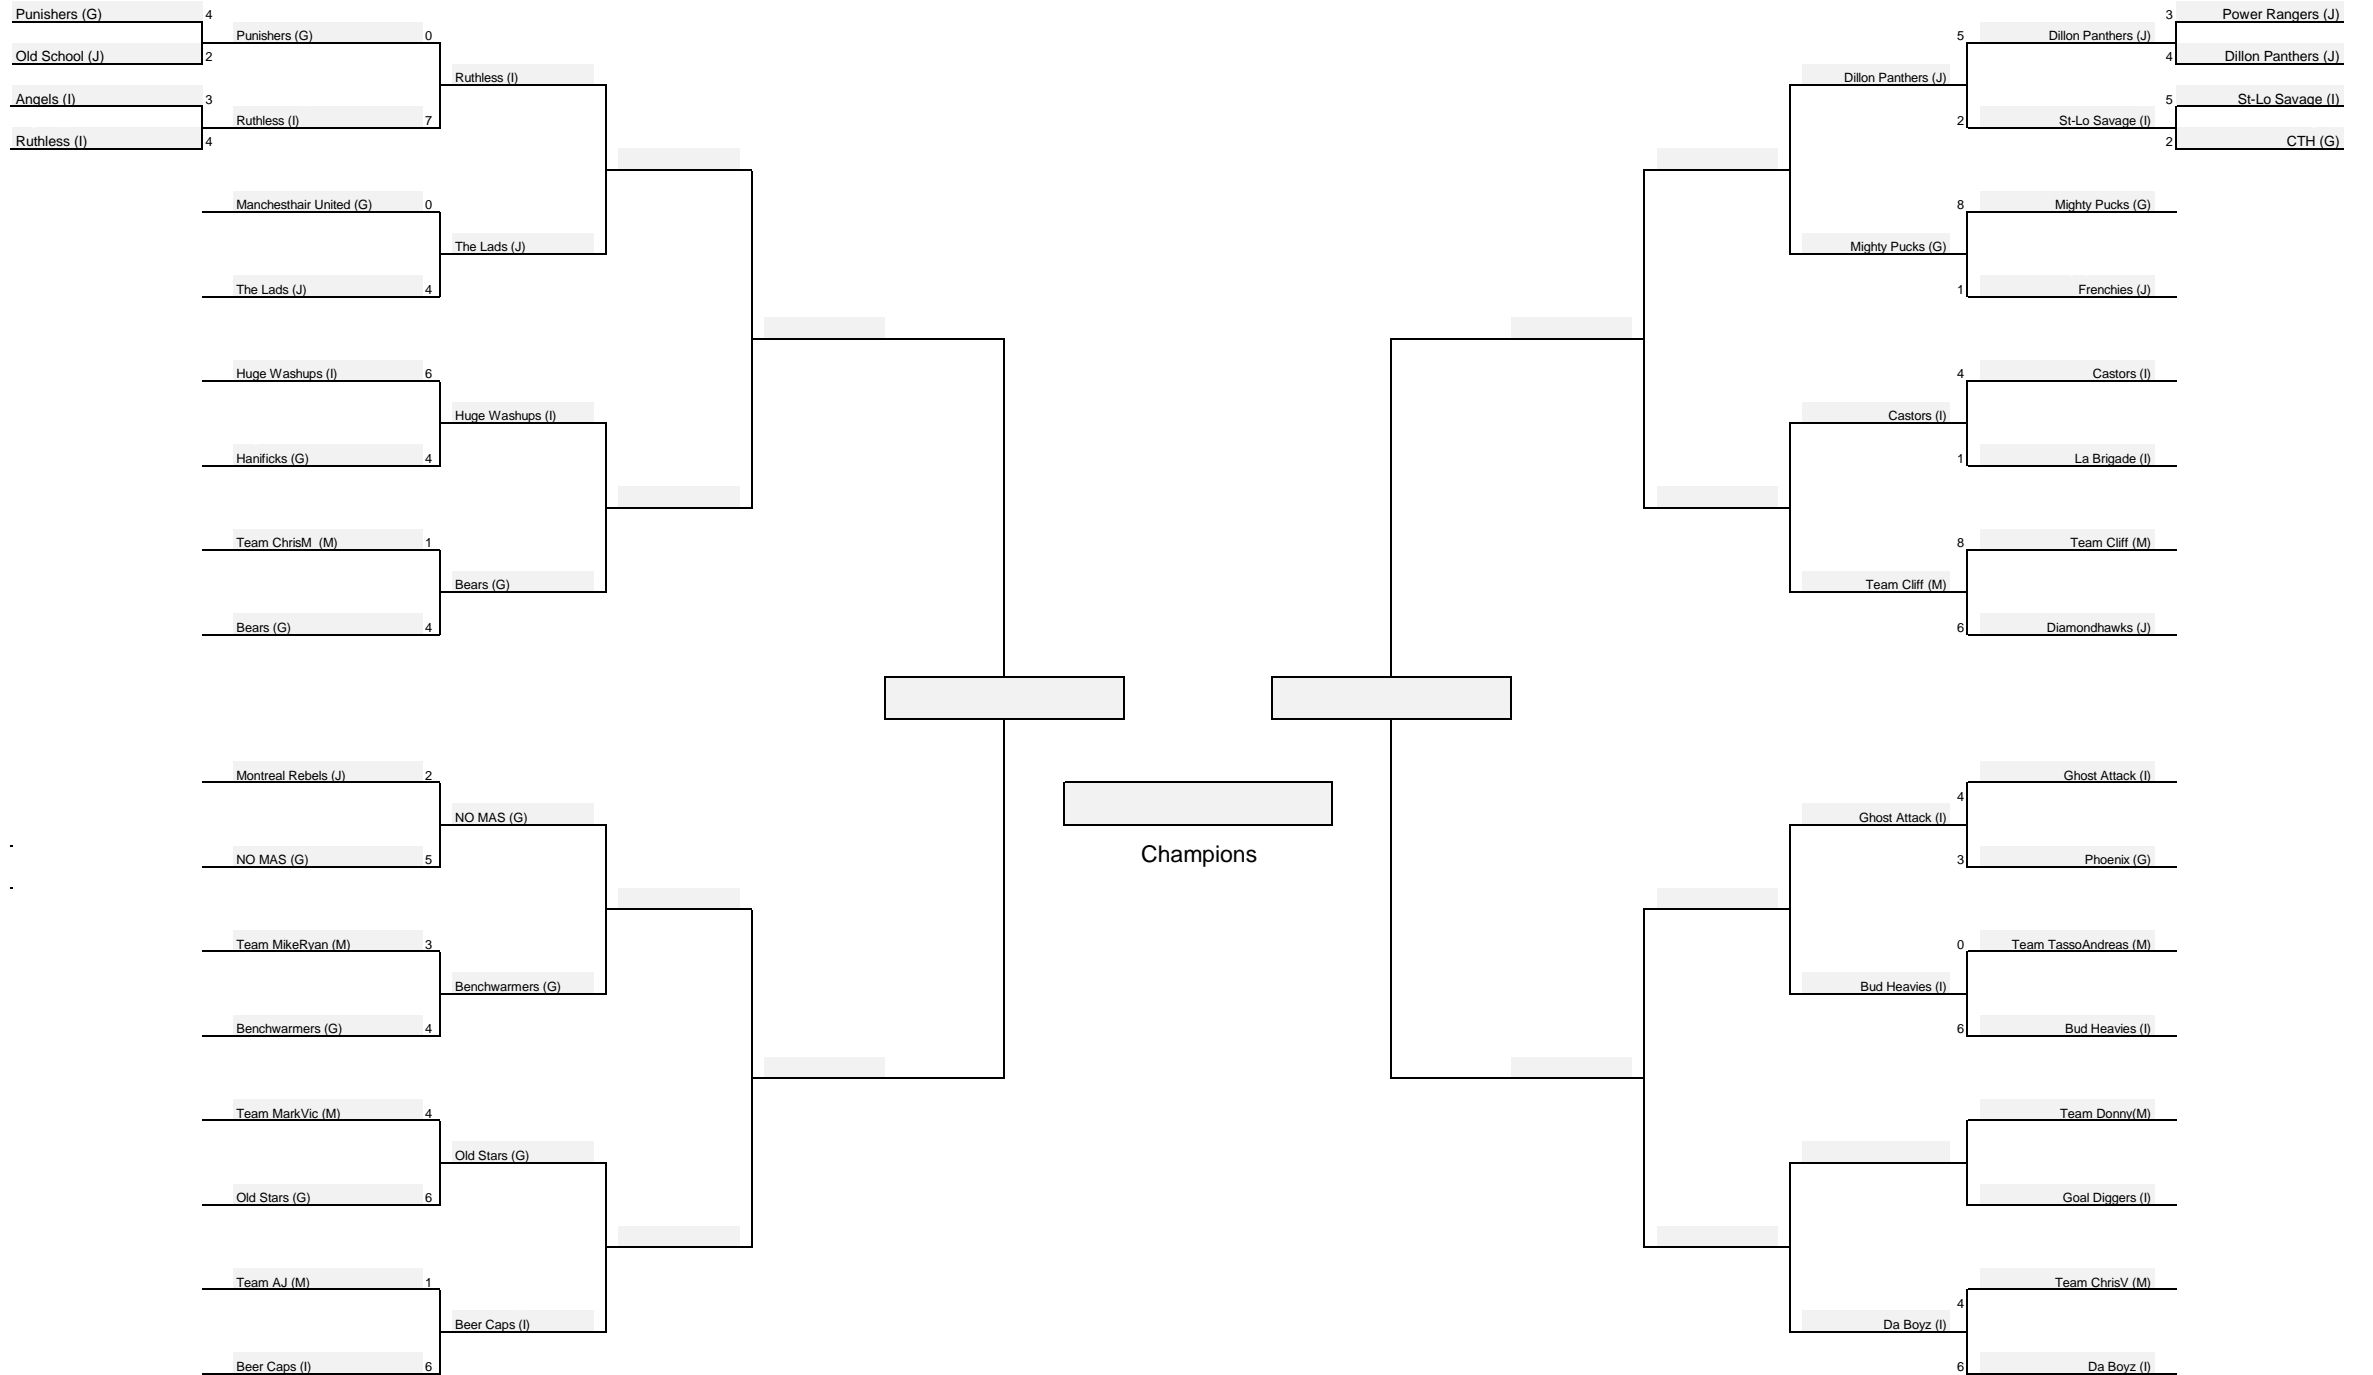 Punishers (G) 4
Old School (J) 2
Angels (I) 3
Ruthless (I) 4
Punishers (G) 0
Ruthless (I) 7
Manchesthair United (G) 0
The Lads (J) 4
Huge Washups (I) 6
Hanificks (G) 4
Team ChrisM (M) 1
Bears (G) 4
Montreal Rebels (J) 2
NO MAS (G) 5
Team MikeRyan (M) 3
Benchwarmers (G) 4
Team MarkVic (M) 4
Old Stars (G) 6
Team AJ (M) 1
Beer Caps (I) 6
Ruthless (I)
The Lads (J)
Huge Washups (I)
Bears (G)
NO MAS (G)
Benchwarmers (G)
Old Stars (G)
Beer Caps (I)
Champions
Dillon Panthers (J)
Mighty Pucks (G)
Castors (I)
Team Cliff (M)
Ghost Attack (I)
Bud Heavies (I)
Da Boyz (I)
5 Dillon Panthers (J)
2 St-Lo Savage (I)
8 Mighty Pucks (G)
1 Frenchies (J)
4 Castors (I)
1 La Brigade (I)
8 Team Cliff (M)
6 Diamondhawks (J)
Ghost Attack (I)
4
3 Phoenix (G)
0 Team TassoAndreas (M)
6 Bud Heavies (I)
Team Donny(M)
Goal Diggers (I)
Team ChrisV (M)
4
6 Da Boyz (I)
3 Power Rangers (J)
4 Dillon Panthers (J)
5 St-Lo Savage (I)
2 CTH (G)